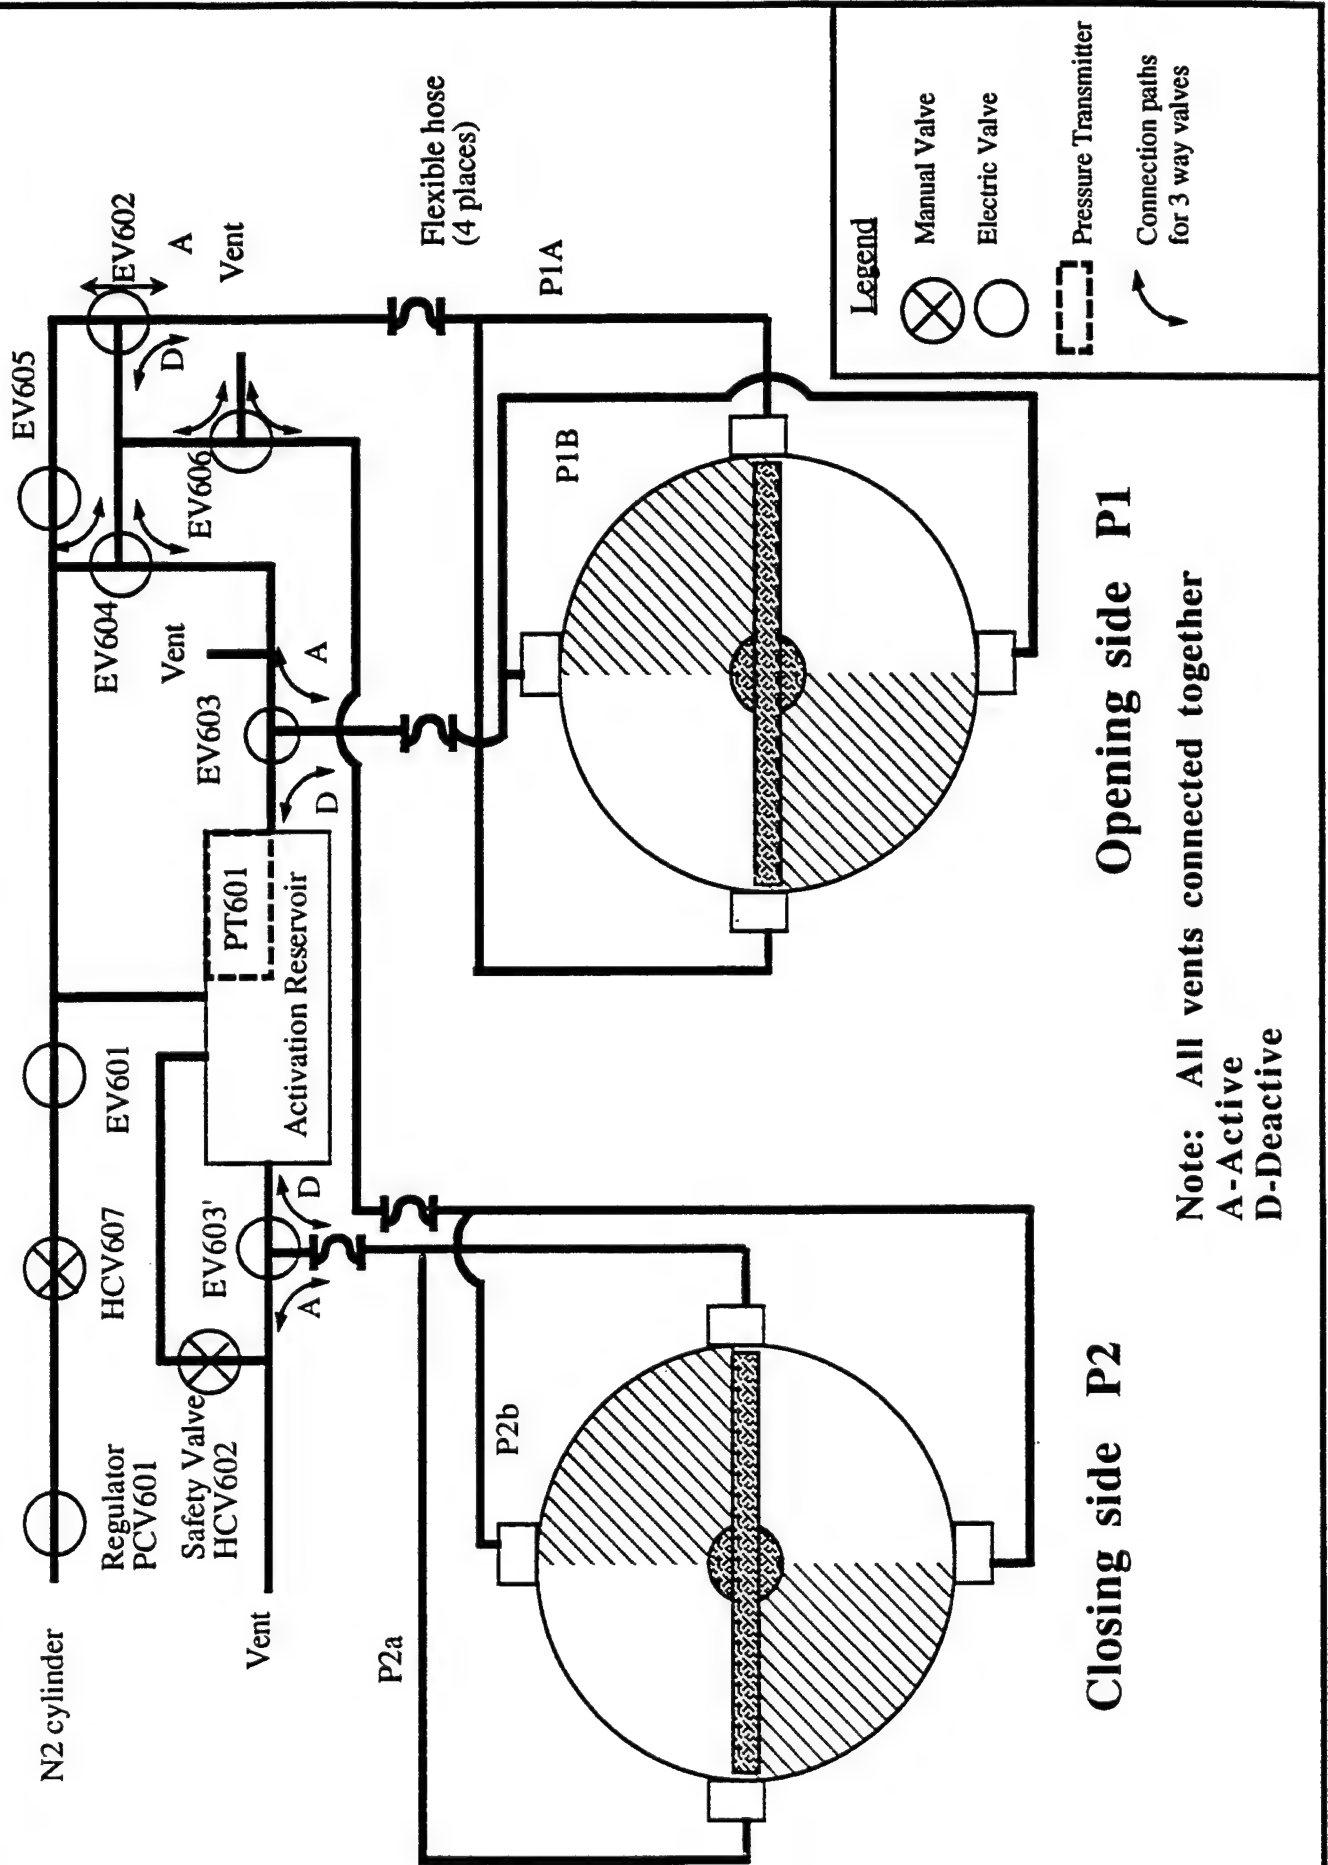 N2 cylinder
Regulator
PCV601
HCV607
EV601
EV605
Safety Valve
HCV602
Vent
EV603'
A
D
PT601
Activation Reservoir
EV603
D
A
Vent
EV604
EV606
D
EV602
A
Vent
Flexible hose
(4 places)
P2a
P2b
P1B
P1A
Closing side P2
Opening side P1
Note: All vents connected together
A-Active
D-Deactive
Legend
Manual Valve
Electric Valve
Pressure Transmitter
Connection paths
for 3 way valves